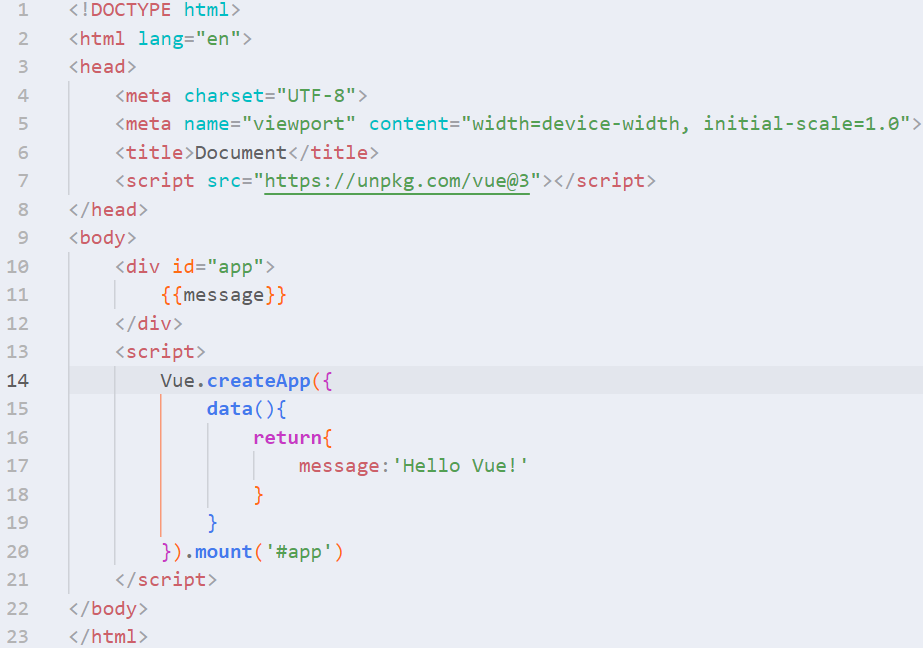 1 <!DOCTYPE html>
2 <html lang="en">
3 <head>
4     <meta charset="UTF-8">
5     <meta name="viewport" content="width=device-width, initial-scale=1.0">
6     <title>Document</title>
7     <script src="https://unpkg.com/vue@3"></script>
8 </head>
9 <body>
10     <div id="app">
11         {{message}}
12     </div>
13     <script>
14         Vue.createApp({
15             data(){
16                 return{
17                     message:'Hello Vue!'
18                 }
19             }
20         }).mount('#app')
21     </script>
22 </body>
23 </html>